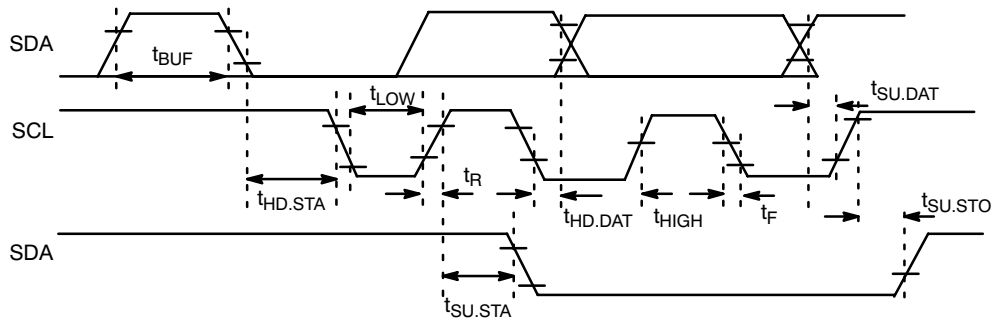 SDA
tBUF
tLOW
tSU.DAT
SCL
tR
tHD.STA
tHD.DAT
tHIGH
tF
tSU.STO
SDA
tSU.STA